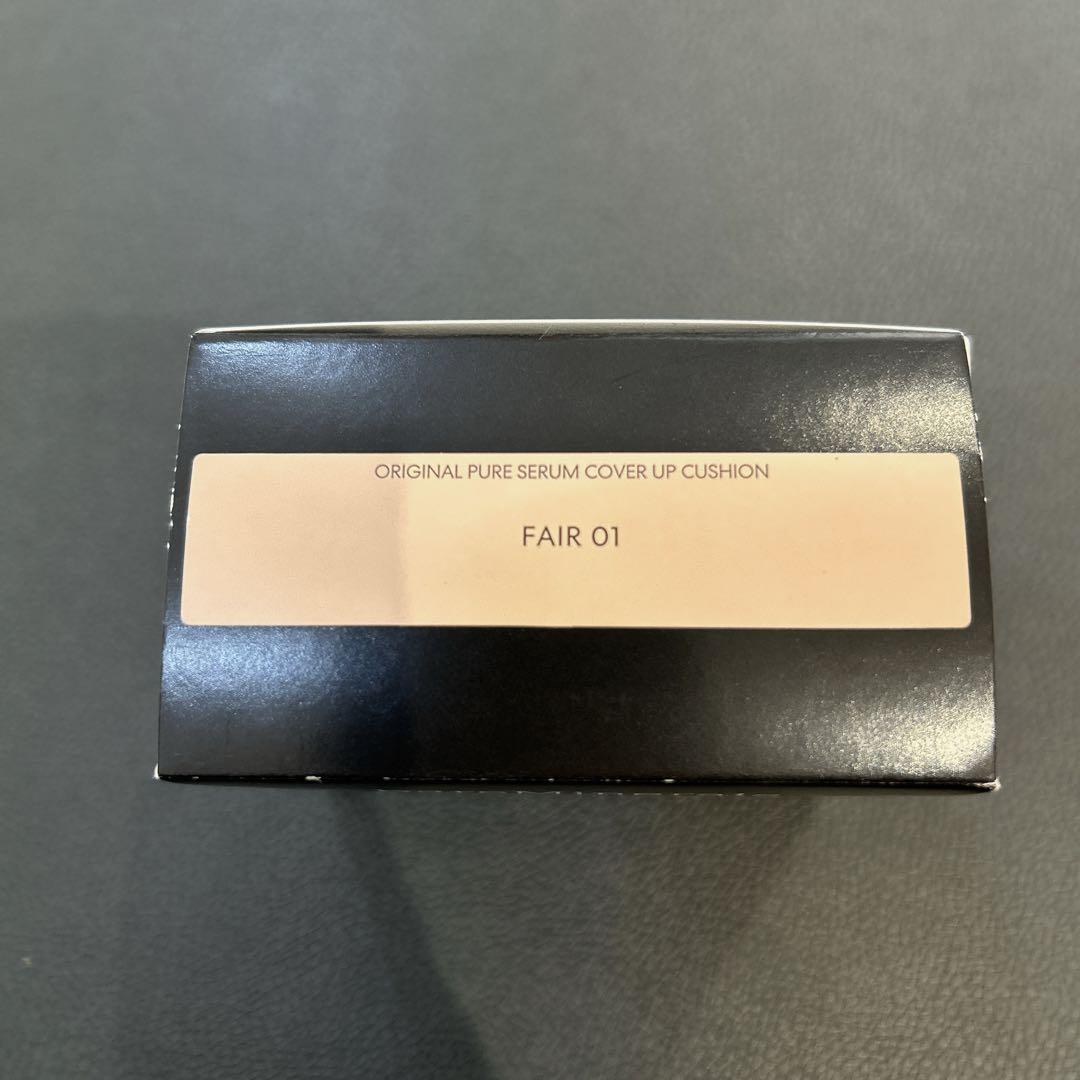 ORIGINAL PURE SERUM COVER UP CUSHION
FAIR 01